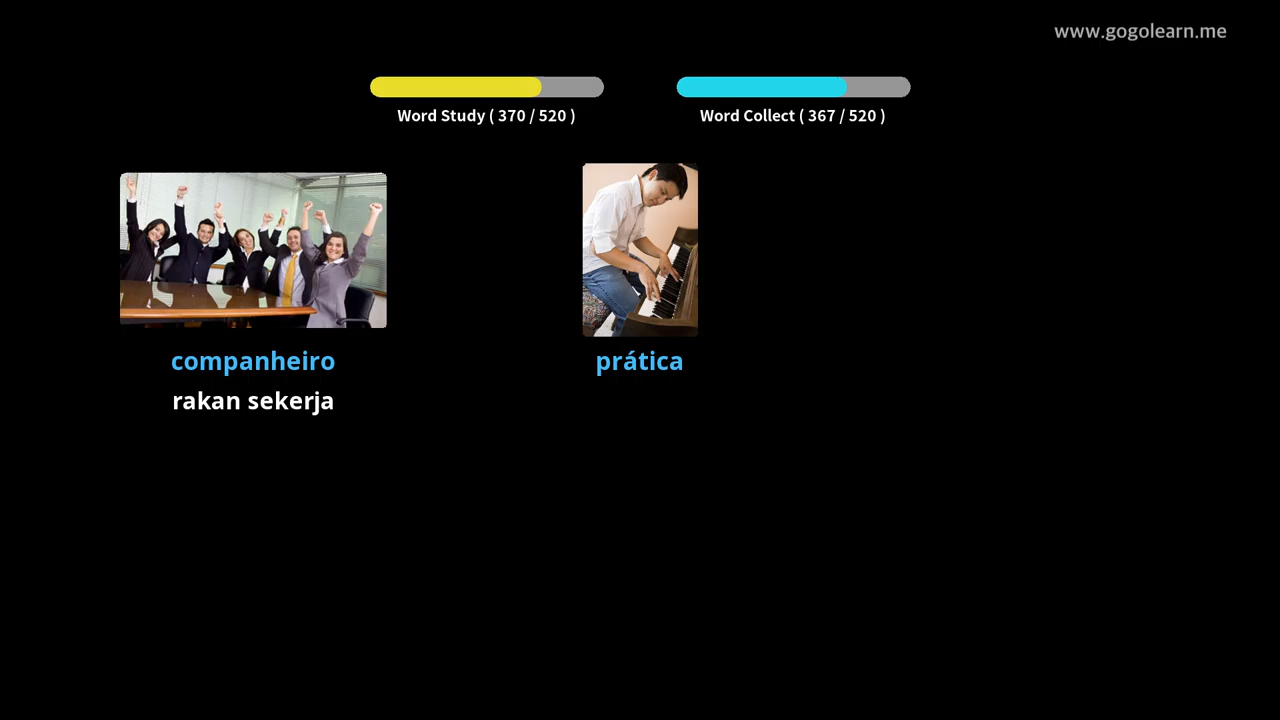 www.gogolearn.me
Word Study ( 370 / 520 )
Word Collect ( 367 / 520 )
companheiro
rakan sekerja
prática